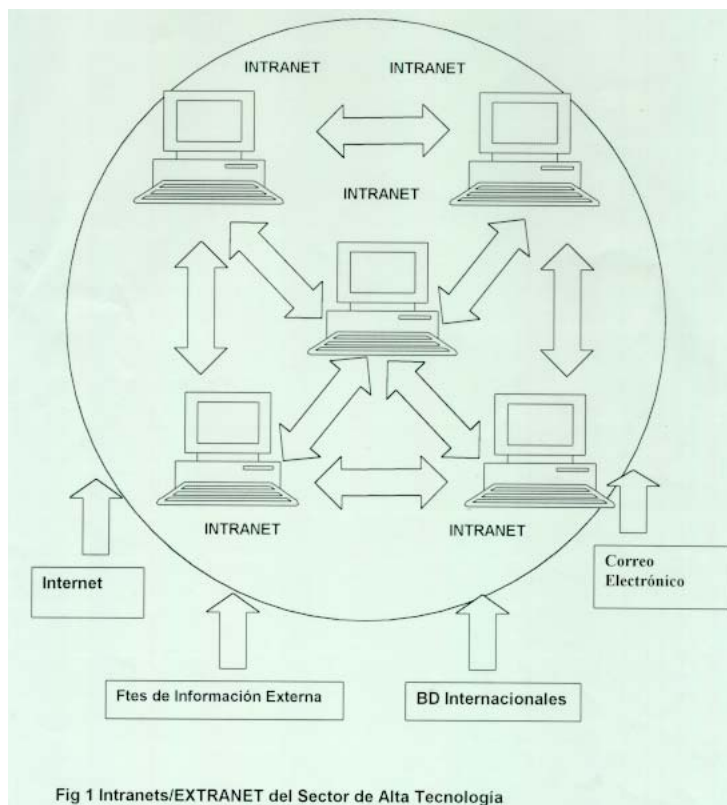 INTRANET
INTRANET
INTRANET
INTRANET
INTRANET
Internet
Correo
Electrónico
Ftes de Información Externa
BD Internacionales
Fig 1 Intranets/EXTRANET del Sector de Alta Tecnología